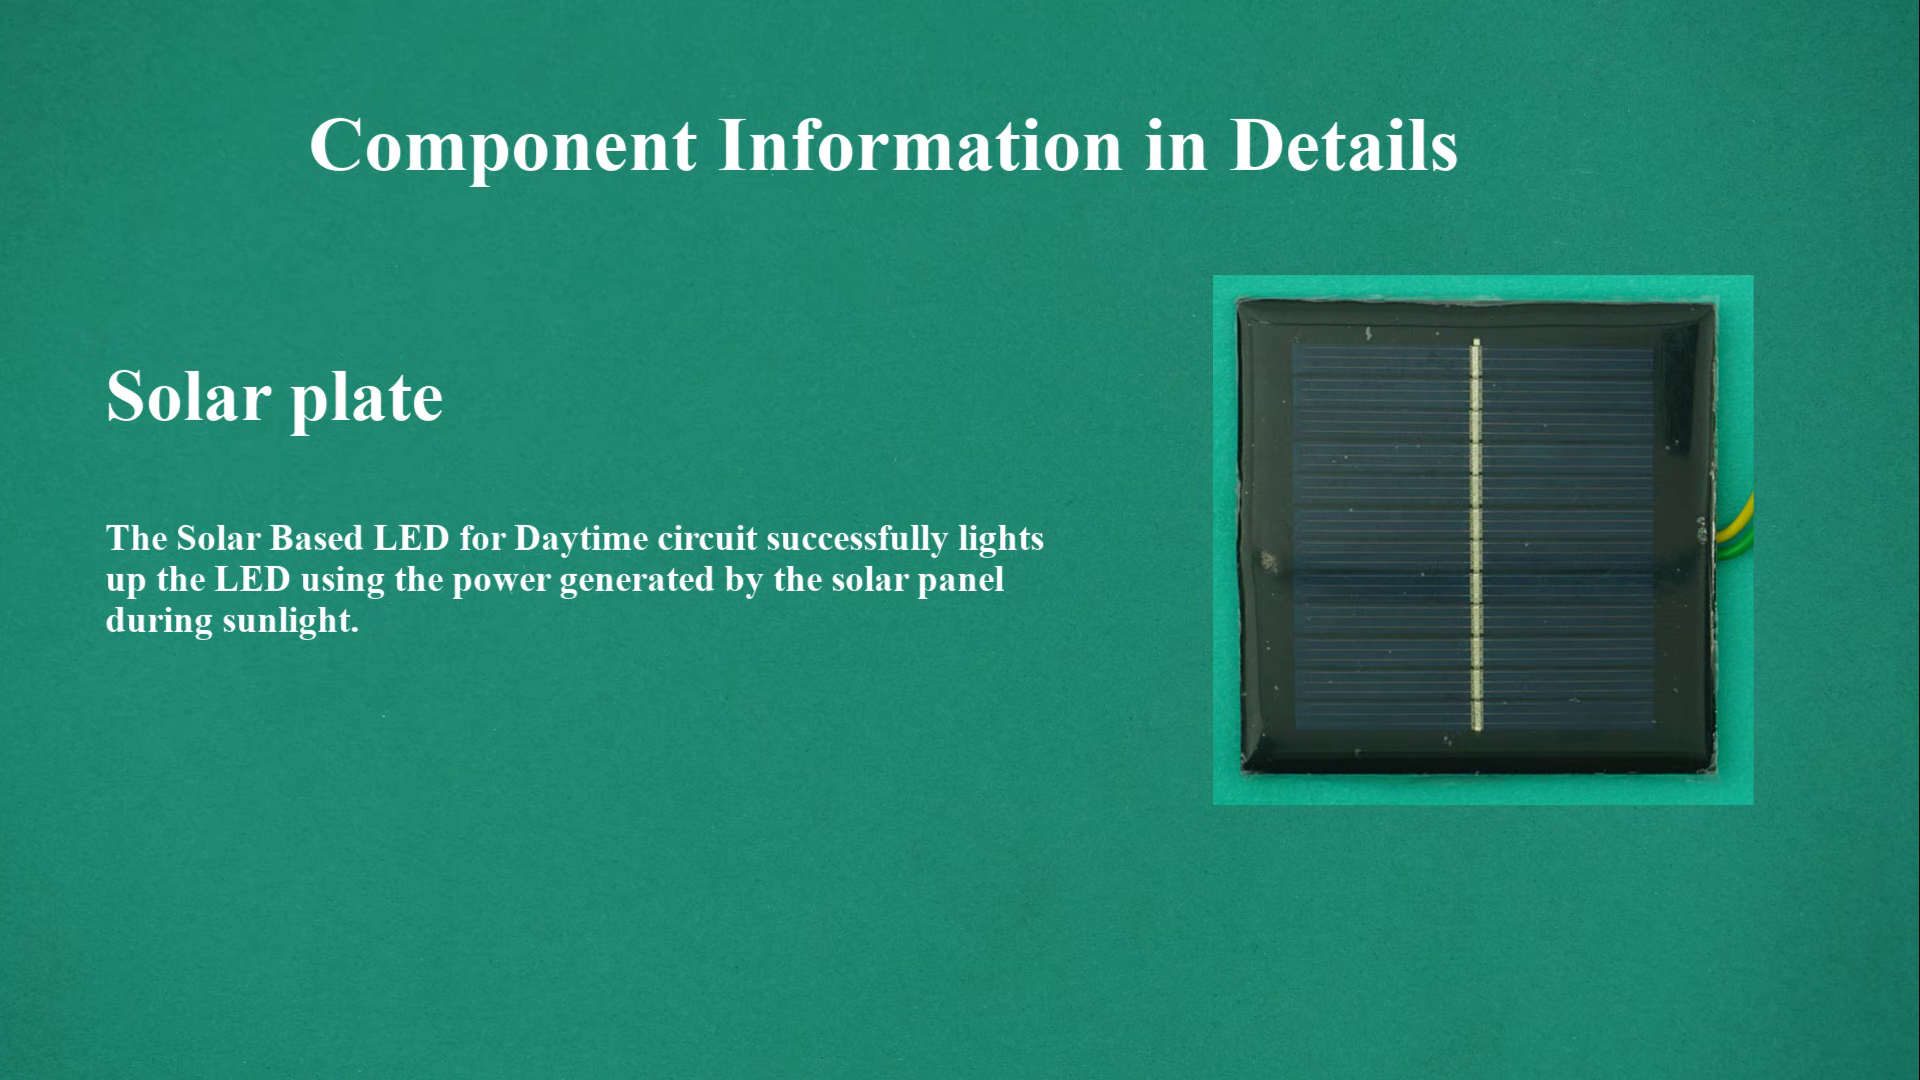 Component Information in Details
Solar plate
The Solar Based LED for Daytime circuit successfully lights
up the LED using the power generated by the solar panel
during sunlight.